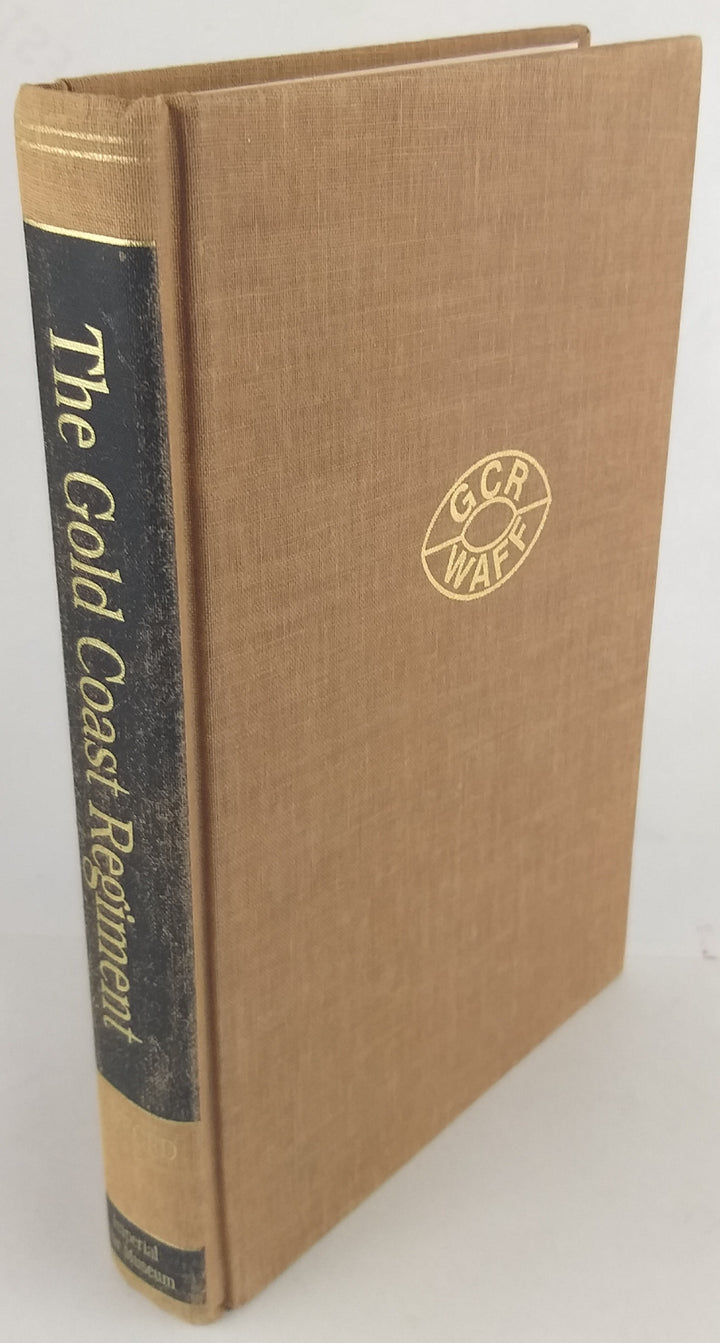 The Gold Coast Regiment
Imperial
War Museum
GCR
WAFF